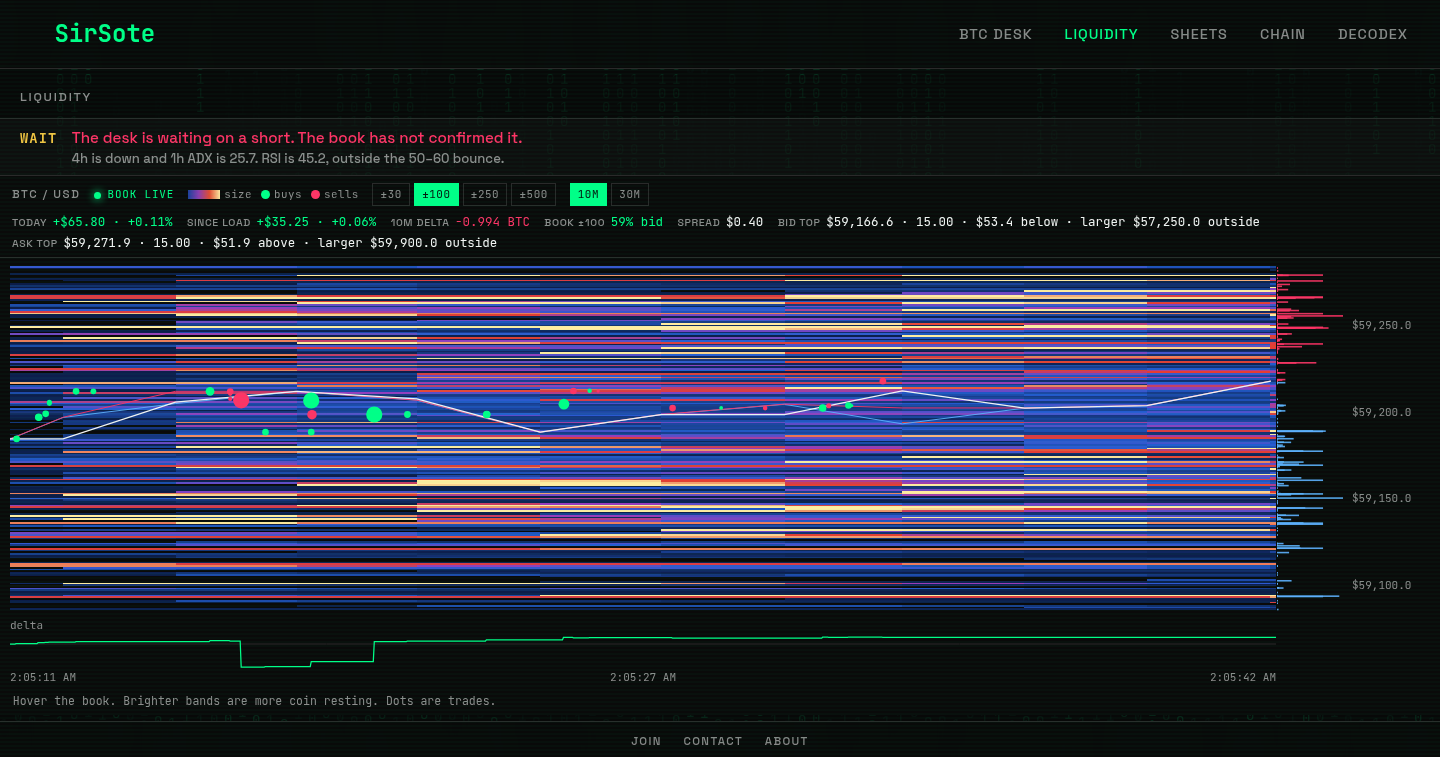 SirSote
BTC DESK LIQUIDITY SHEETS CHAIN DECODEX
LIQUIDITY
WAIT The desk is waiting on a short. The book has not confirmed it.
4h is down and 1h ADX is 25.7. RSI is 45.2, outside the 50–60 bounce.
BTC / USD BOOK LIVE size buys sells ±30 ±100 ±250 ±500 10M 30M
TODAY +$65.80 · +0.11% SINCE LOAD +$35.25 · +0.06% 10M DELTA -0.994 BTC BOOK ±100 59% bid SPREAD $0.40 BID TOP $59,166.6 · 15.00 · $53.4 below · larger $57,250.0 outside
ASK TOP $59,271.9 · 15.00 · $51.9 above · larger $59,900.0 outside
$59,250.0
$59,200.0
$59,150.0
$59,100.0
delta
2:05:11 AM 2:05:27 AM 2:05:42 AM
Hover the book. Brighter bands are more coin resting. Dots are trades.
JOIN CONTACT ABOUT